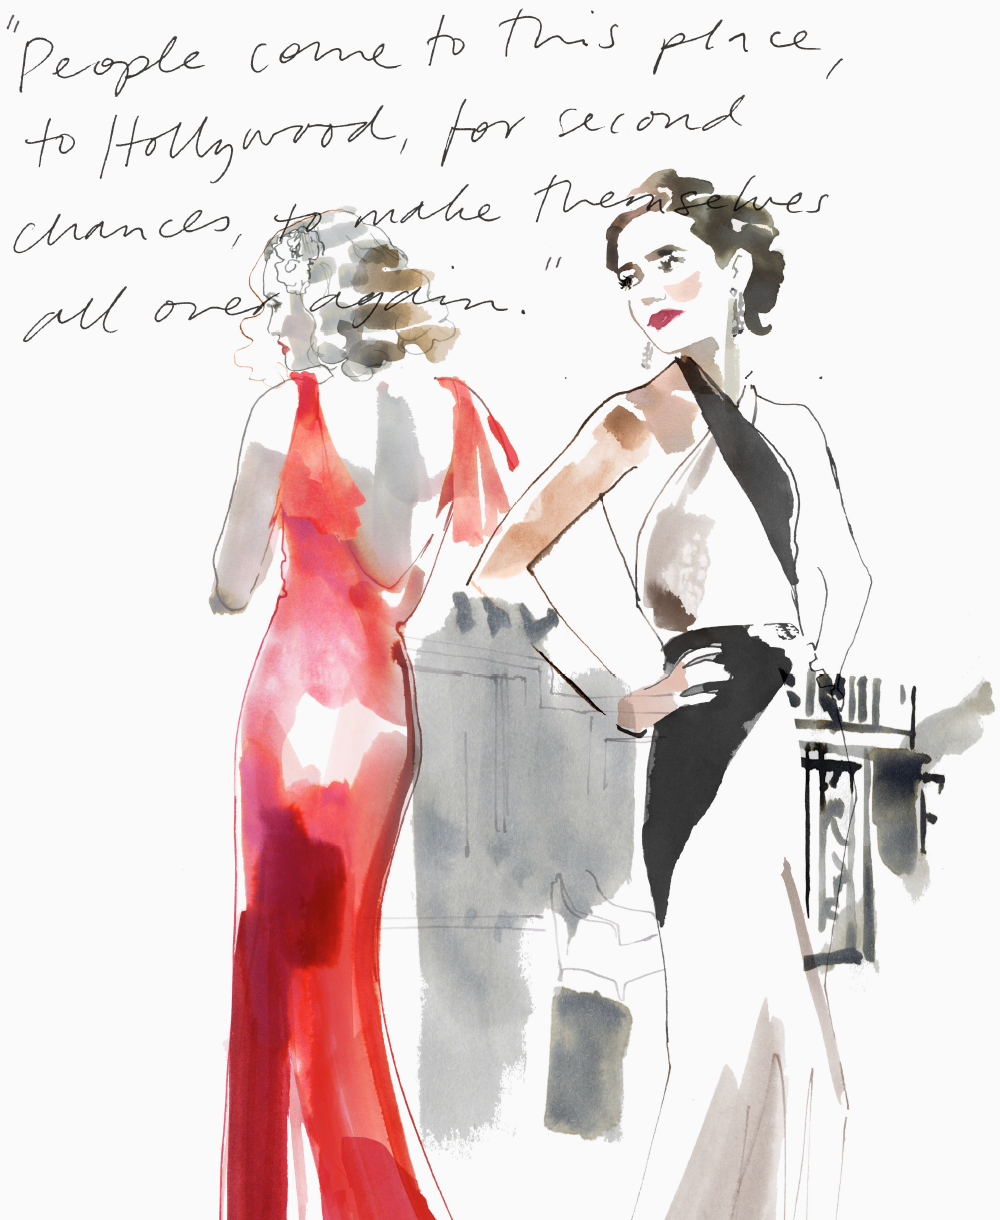 "People come to this place,
to Hollywood, for second
chances, to make themselves
all over again."